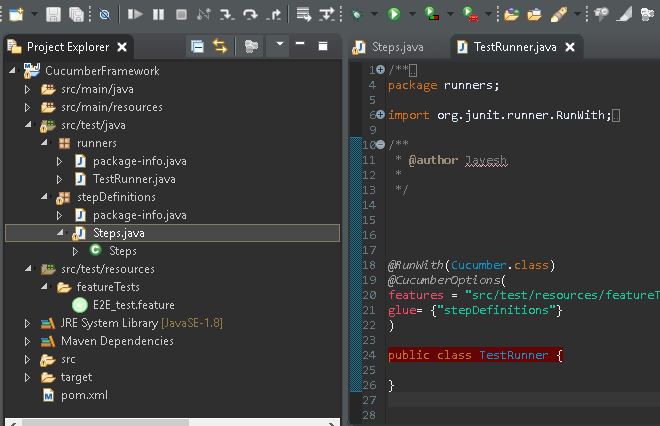 Project Explorer
CucumberFramework
src/main/java
src/main/resources
src/test/java
runners
package-info.java
TestRunner.java
stepDefinitions
package-info.java
Steps.java
Steps
src/test/resources
featureTests
E2E_test.feature
JRE System Library [JavaSE-1.8]
Maven Dependencies
src
target
pom.xml
Steps.java
TestRunner.java
1 /**
4 package runners;
5
6 import org.junit.runner.RunWith;
9
10 /**
11 * @author Jayesh
12 *
13 */
14
15
16
17
18 @RunWith(Cucumber.class)
19 @CucumberOptions(
20 features = "src/test/resources/featureT
21 glue= {"stepDefinitions"}
22 )
23
24 public class TestRunner {
25
26 }
27
28